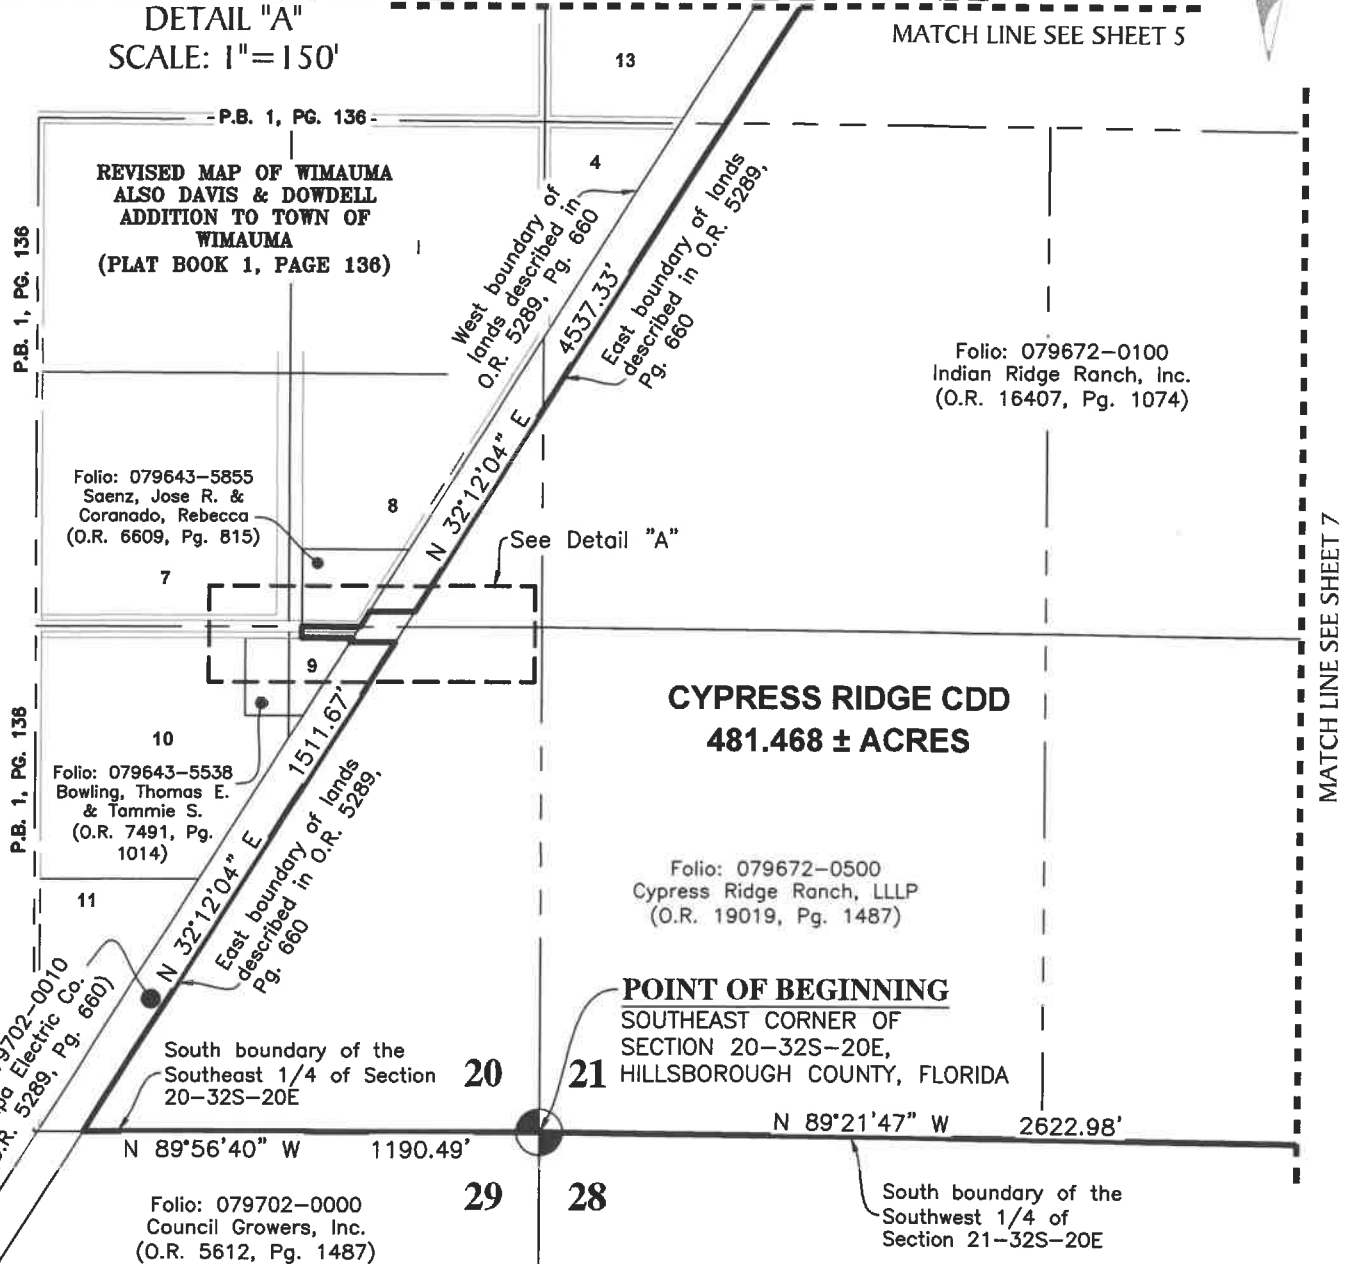 DETAIL "A"
SCALE: 1"=150'
MATCH LINE SEE SHEET 5
13
P.B. 1, PG. 136
REVISED MAP OF WIMAUMA
ALSO DAVIS & DOWDELL
ADDITION TO TOWN OF
WIMAUMA
(PLAT BOOK 1, PAGE 136)
P.B. 1, PG. 136
4
West boundary of
lands described in
O.R. 5289, Pg. 660
4537.33'
East boundary of lands
described in O.R. 5289,
Pg. 660
N 32°12'04" E
Folio: 079672-0100
Indian Ridge Ranch, Inc.
(O.R. 16407, Pg. 1074)
Folio: 079643-5855
Saenz, Jose R. &
Coranado, Rebecca
(O.R. 6609, Pg. 815)
8
See Detail "A"
7
MATCH LINE SEE SHEET 7
9
CYPRESS RIDGE CDD
481.468 ± ACRES
P.B. 1, PG. 136
10
Folio: 079643-5538
Bowling, Thomas E.
& Tammie S.
(O.R. 7491, Pg.
1014)
1511.67'
N 32°12'04" E
East boundary of lands
described in O.R. 5289,
Pg. 660
11
Folio: 079672-0500
Cypress Ridge Ranch, LLLP
(O.R. 19019, Pg. 1487)
9702-0010
pa Electric Co.
.R. 5289, Pg. 660)
POINT OF BEGINNING
SOUTHEAST CORNER OF
SECTION 20-32S-20E,
HILLSBOROUGH COUNTY, FLORIDA
South boundary of the
Southeast 1/4 of Section
20-32S-20E
20
21
N 89°56'40" W 1190.49'
N 89°21'47" W 2622.98'
29
28
Folio: 079702-0000
Council Growers, Inc.
(O.R. 5612, Pg. 1487)
South boundary of the
Southwest 1/4 of
Section 21-32S-20E